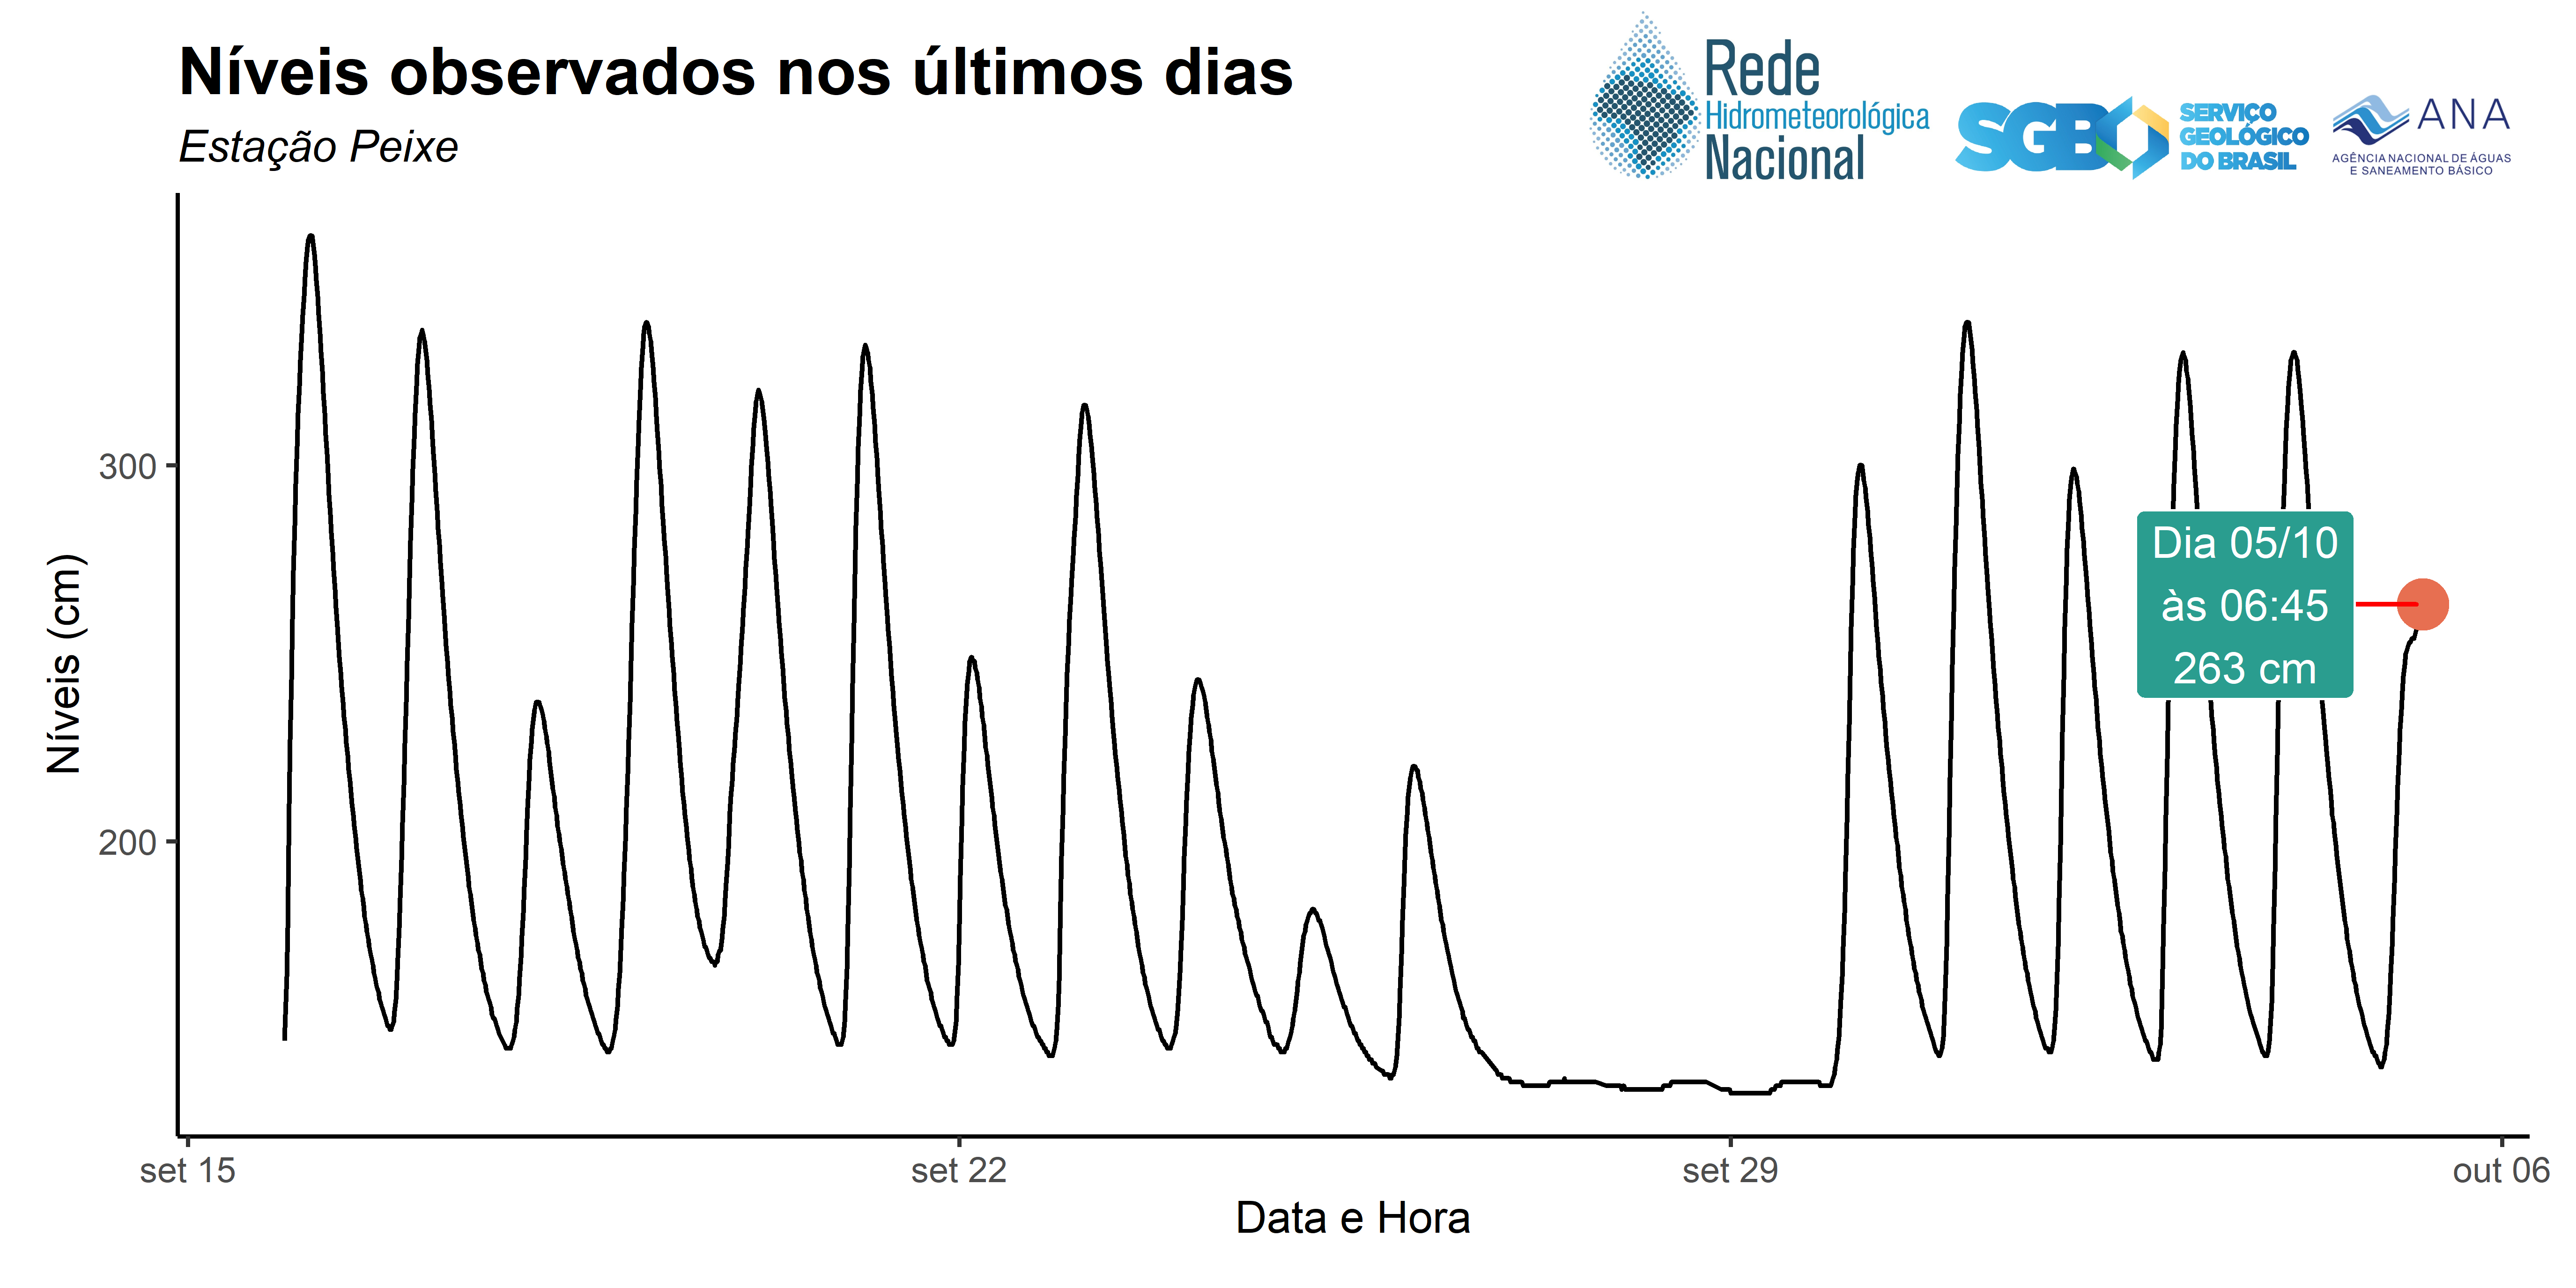 Níveis observados nos últimos dias
Estação Peixe
Rede
Hidrometeorológica
Nacional
SGB
SERVIÇO
GEOLÓGICO
DO BRASIL
ANA
AGÊNCIA NACIONAL DE ÁGUAS
E SANEAMENTO BÁSICO
Níveis (cm)
300
200
Dia 05/10
às 06:45
263 cm
set 15
set 22
set 29
out 06
Data e Hora